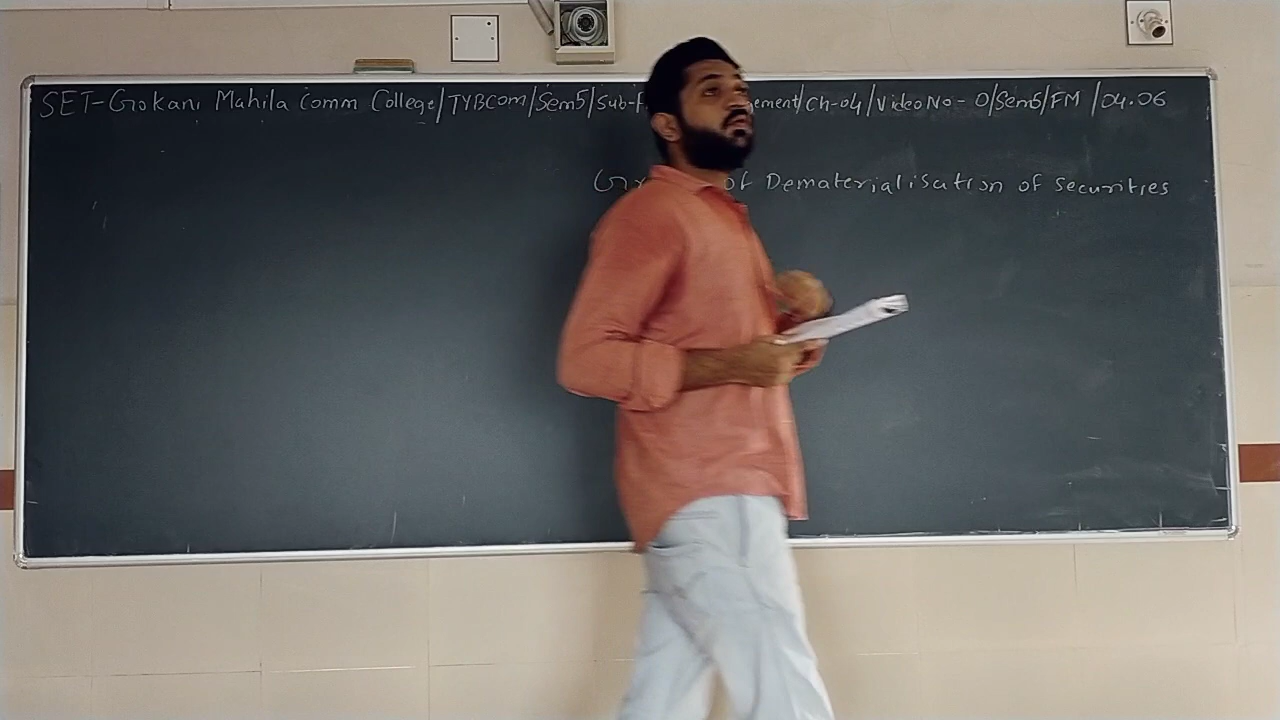 SET-Gokani Mahila Comm College/TYBCom/Sem5/Sub-F ement/Ch-04/Video No - 0/Sem5/FM /04.06
of Dematerialisation of securities